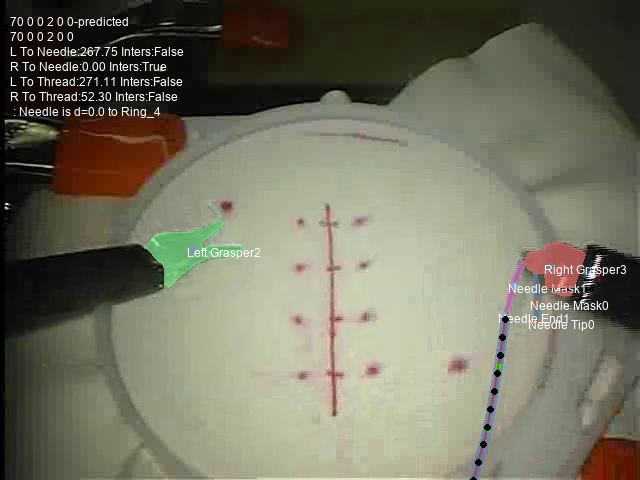 70 0 0 2 0 0-predicted
70 0 0 2 0 0
L To Needle:267.75 Inters:False
R To Needle:0.00 Inters:True
L To Thread:271.11 Inters:False
R To Thread:52.30 Inters:False
: Needle is d=0.0 to Ring_4
Left Grasper2
Right Grasper3
Needle Mask1
Needle Mask0
Needle End1
Needle Tip0